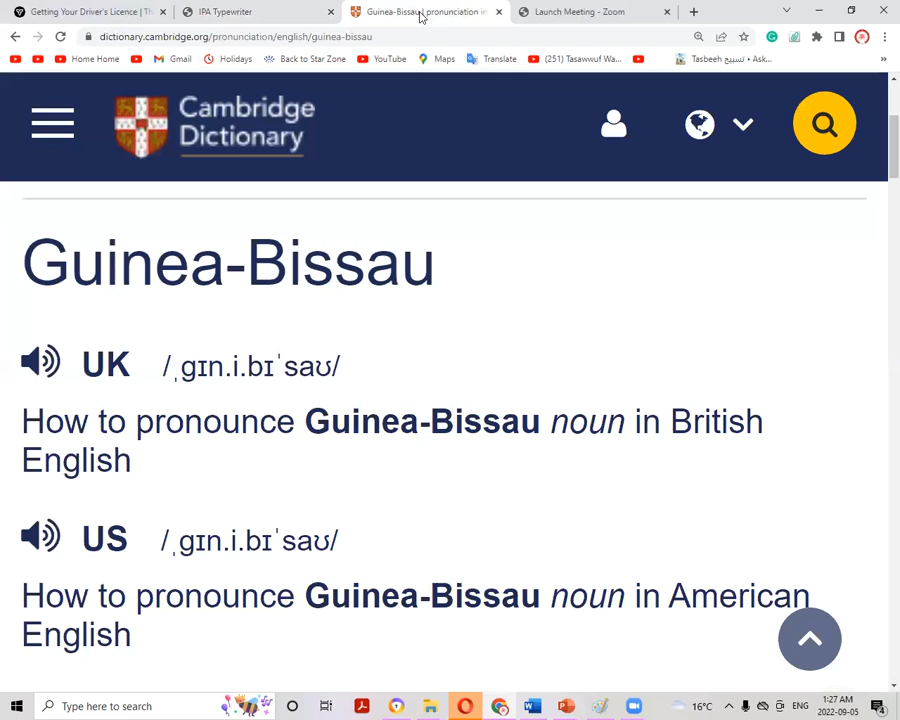 Getting Your Driver's Licence | Th
IPA Typewriter
Guinea-Bissau | pronunciation in
Launch Meeting - Zoom
dictionary.cambridge.org/pronunciation/english/guinea-bissau
Home Home
Gmail
Holidays
Back to Star Zone
YouTube
Maps
Translate
(251) Tasawwuf Wa...
Tasbeeh تسبيح • Ask...
Cambridge
Dictionary
Guinea-Bissau
UK /ˌɡɪn.i.bɪˈsaʊ/
How to pronounce Guinea-Bissau noun in British
English
US /ˌɡɪn.i.bɪˈsaʊ/
How to pronounce Guinea-Bissau noun in American
English
Type here to search
16°C
ENG
1:27 AM
2022-09-05
4